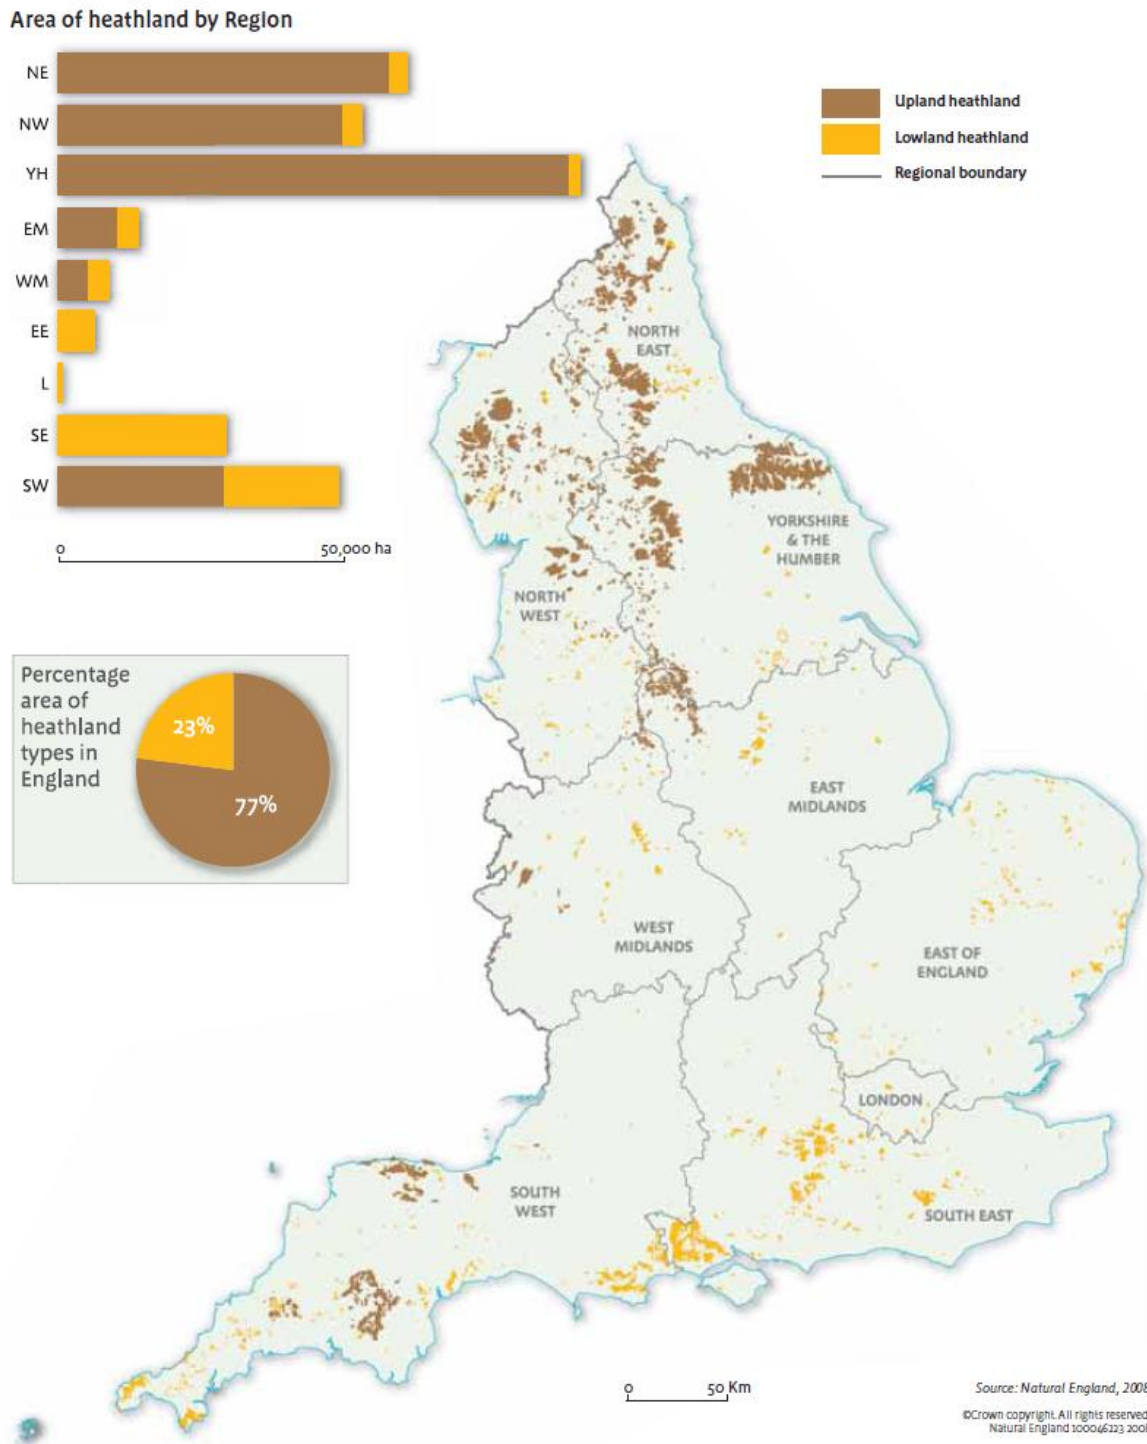 Area of heathland by Region
NE
NW
YH
EM
WM
EE
L
SE
SW
0
50,000 ha
Upland heathland
Lowland heathland
Regional boundary
Percentage
area of
heathland
types in
England
23%
77%
NORTH
EAST
YORKSHIRE
& THE
HUMBER
NORTH
WEST
EAST
MIDLANDS
WEST
MIDLANDS
EAST OF
ENGLAND
LONDON
SOUTH
WEST
SOUTH EAST
0
50 Km
Source: Natural England, 2008
©Crown copyright. All rights reserved
Natural England 100046223 2008